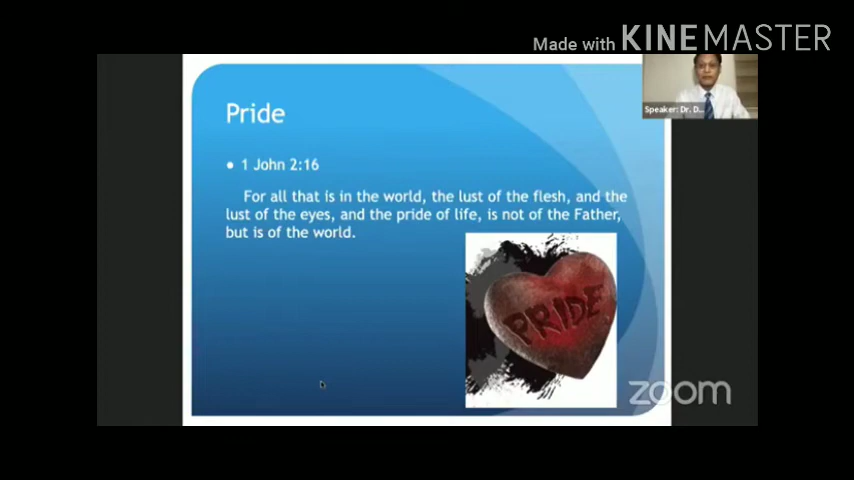 Made with KINEMASTER
Speaker: Dr. D...
Pride
1 John 2:16
For all that is in the world, the lust of the flesh, and the
lust of the eyes, and the pride of life, is not of the Father,
but is of the world.
PRIDE
zoom